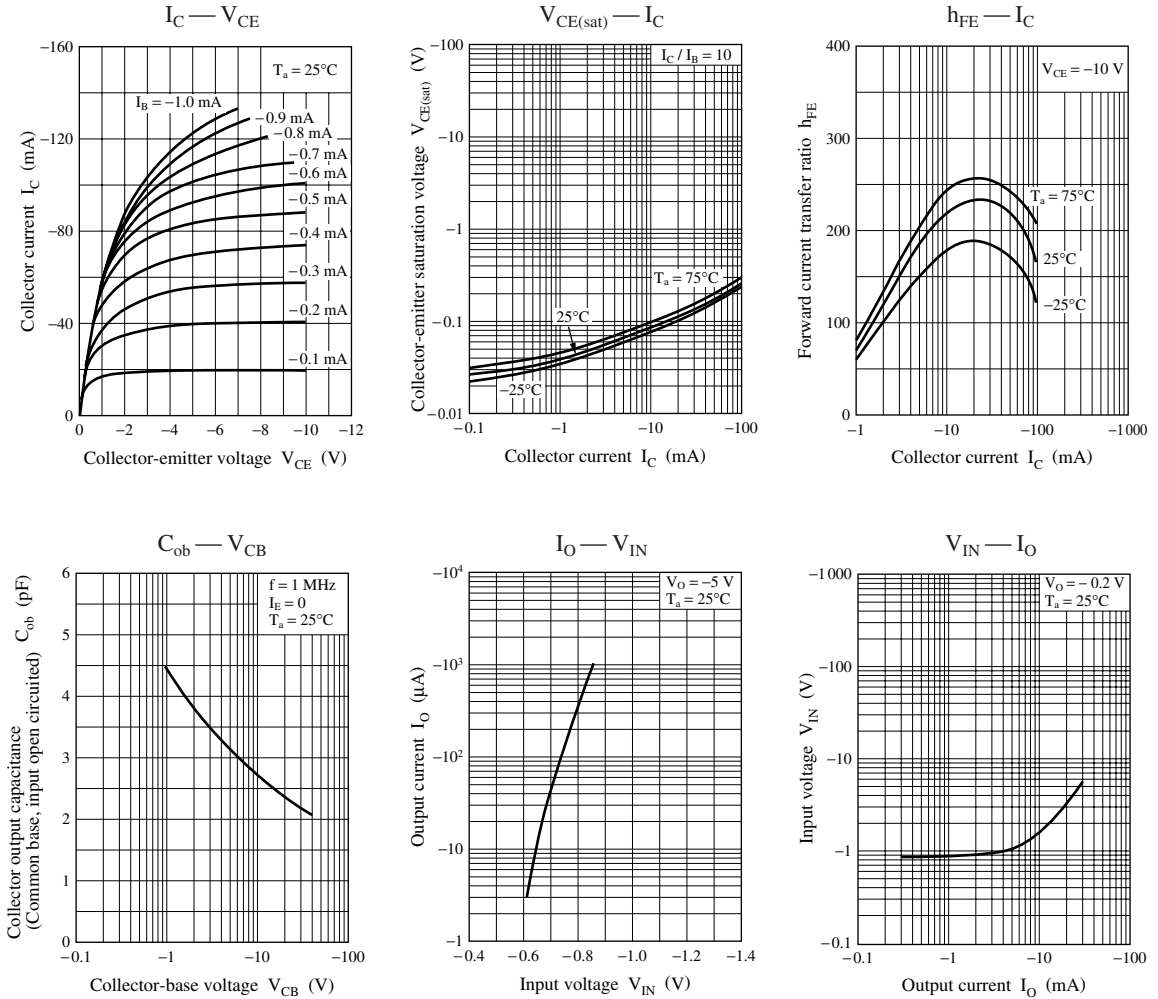 I_C — V_CE
−160
−120
−80
−40
0
Collector current I_C (mA)
T_a = 25°C
I_B = −1.0 mA
−0.9 mA
−0.8 mA
−0.7 mA
−0.6 mA
−0.5 mA
−0.4 mA
−0.3 mA
−0.2 mA
−0.1 mA
0 −2 −4 −6 −8 −10 −12
Collector-emitter voltage V_CE (V)
V_CE(sat) — I_C
−100
−10
−1
−0.1
−0.01
Collector-emitter saturation voltage V_CE(sat) (V)
I_C / I_B = 10
T_a = 75°C
25°C
−25°C
−0.1 −1 −10 −100
Collector current I_C (mA)
h_FE — I_C
400
300
200
100
0
Forward current transfer ratio h_FE
V_CE = −10 V
T_a = 75°C
25°C
−25°C
−1 −10 −100 −1 000
Collector current I_C (mA)
C_ob — V_CB
6
5
4
3
2
1
0
Collector output capacitance C_ob (pF)
(Common base, input open circuited)
f = 1 MHz
I_E = 0
T_a = 25°C
−0.1 −1 −10 −100
Collector-base voltage V_CB (V)
I_O — V_IN
−10⁴
−10³
−10²
−10
−1
Output current I_O (µA)
V_O = −5 V
T_a = 25°C
−0.4 −0.6 −0.8 −1.0 −1.2 −1.4
Input voltage V_IN (V)
V_IN — I_O
−1 000
−100
−10
−1
−0.1
Input voltage V_IN (V)
V_O = − 0.2 V
T_a = 25°C
−0.1 −1 −10 −100
Output current I_O (mA)